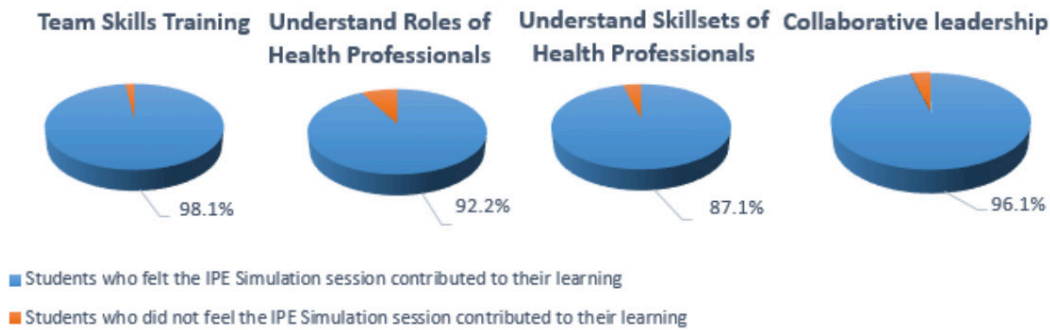 Team Skills Training
Understand Roles of
Health Professionals
Understand Skillsets of
Health Professionals
Collaborative leadership
98.1%
92.2%
87.1%
96.1%
Students who felt the IPE Simulation session contributed to their learning
Students who did not feel the IPE Simulation session contributed to their learning